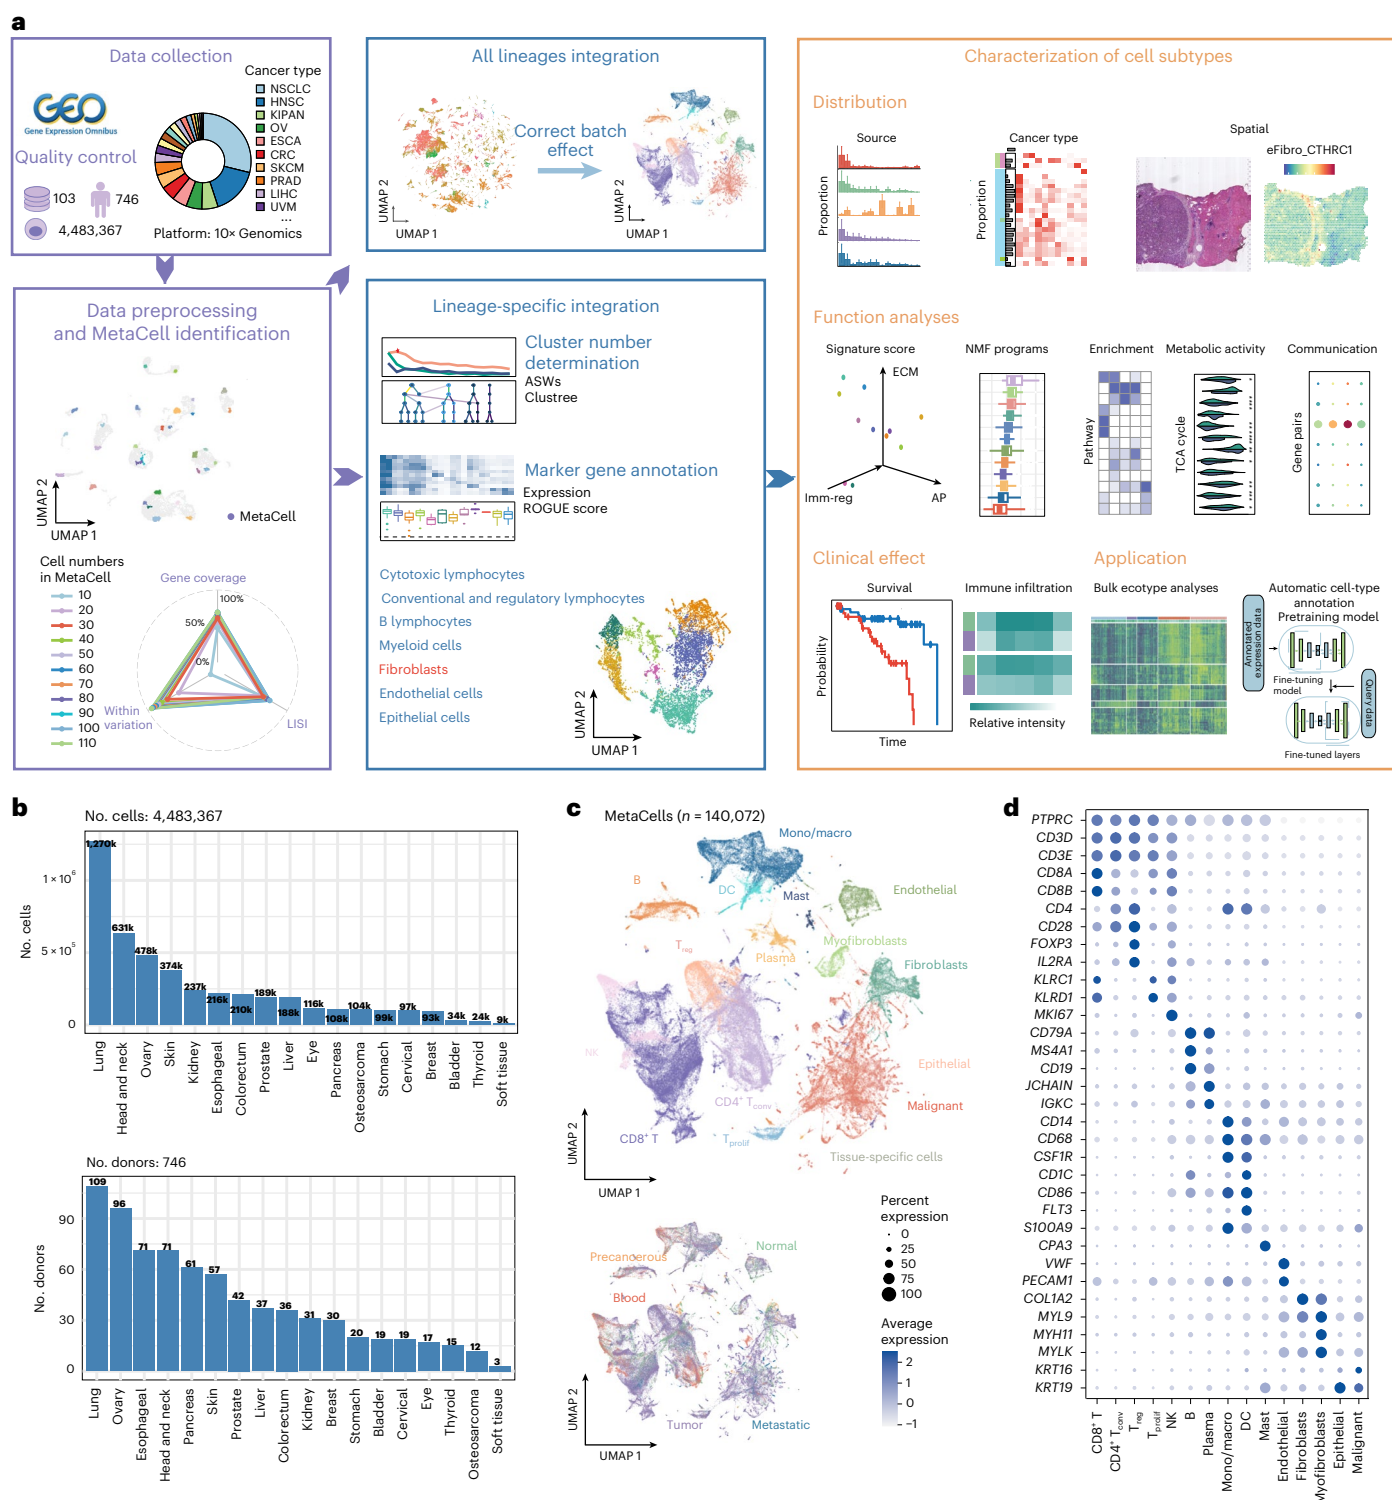 a
Data collection
GEO
Gene Expression Omnibus
Quality control
103
746
4,483,367
Cancer type
NSCLC
HNSC
KIPAN
OV
ESCA
CRC
SKCM
PRAD
LIHC
UVM
...
Platform: 10× Genomics
Data preprocessing
and MetaCell identification
UMAP 2
UMAP 1
MetaCell
Cell numbers
in MetaCell
10
20
30
40
50
60
70
80
90
100
110
Gene coverage
100%
50%
0%
Within
variation
LISI
All lineages integration
Correct batch
effect
UMAP 2
UMAP 1
UMAP 2
UMAP 1
Lineage-specific integration
Cluster number
determination
ASWs
Clustree
Marker gene annotation
Expression
ROGUE score
Cytotoxic lymphocytes
Conventional and regulatory lymphocytes
B lymphocytes
Myeloid cells
Fibroblasts
Endothelial cells
Epithelial cells
UMAP 2
UMAP 1
Characterization of cell subtypes
Distribution
Source
Proportion
Cancer type
Proportion
Spatial
eFibro_CTHRC1
Function analyses
Signature score
ECM
Imm-reg
AP
NMF programs
Enrichment
Pathway
Metabolic activity
TCA cycle
Communication
Gene pairs
Clinical effect
Survival
Probability
Time
Immune infiltration
Relative intensity
Application
Bulk ecotype analyses
Automatic cell-type
annotation
Pretraining model
Annotated
expression data
Fine-tuning
model
Query data
Fine-tuned layers
b
No. cells: 4,483,367
No. cells
1 × 10⁶
5 × 10⁵
0
1,270k
631k
478k
374k
237k
216k
210k
189k
188k
116k
108k
104k
99k
97k
93k
34k
24k
9k
Lung
Head and neck
Ovary
Skin
Kidney
Esophageal
Colorectum
Prostate
Liver
Eye
Pancreas
Osteosarcoma
Stomach
Cervical
Breast
Bladder
Thyroid
Soft tissue
No. donors: 746
No. donors
90
60
30
0
109
96
71
71
61
57
42
37
36
31
30
20
19
19
17
15
12
3
Lung
Ovary
Esophageal
Head and neck
Pancreas
Skin
Prostate
Liver
Colorectum
Kidney
Breast
Stomach
Bladder
Cervical
Eye
Thyroid
Osteosarcoma
Soft tissue
c
MetaCells (n = 140,072)
Mono/macro
B
DC
Mast
Endothelial
T reg
Plasma
Myofibroblasts
Fibroblasts
NK
Epithelial
CD4⁺ T conv
Malignant
CD8⁺ T
T prolif
Tissue-specific cells
UMAP 2
UMAP 1
Precancerous
Normal
Blood
Tumor
Metastatic
UMAP 2
UMAP 1
Percent
expression
0
25
50
75
100
Average
expression
2
1
0
−1
d
PTPRC
CD3D
CD3E
CD8A
CD8B
CD4
CD28
FOXP3
IL2RA
KLRC1
KLRD1
MKI67
CD79A
MS4A1
CD19
JCHAIN
IGKC
CD14
CD68
CSF1R
CD1C
CD86
FLT3
S100A9
CPA3
VWF
PECAM1
COL1A2
MYL9
MYH11
MYLK
KRT16
KRT19
CD8⁺ T
CD4⁺ T conv
T reg
T prolif
NK
B
Plasma
Mono/macro
DC
Mast
Endothelial
Fibroblasts
Myofibroblasts
Epithelial
Malignant